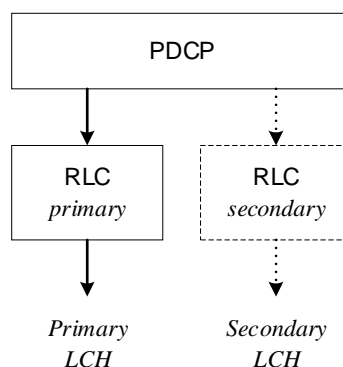 PDCP
RLC
primary
RLC
secondary
Primary
LCH
Secondary
LCH